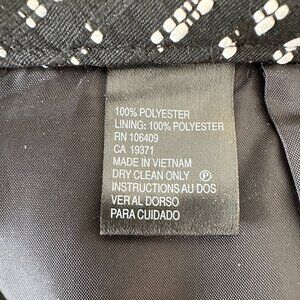 100% POLYESTER
LINING: 100% POLYESTER
RN 106409
CA 19371
MADE IN VIETNAM
DRY CLEAN ONLY Ⓟ
INSTRUCTIONS AU DOS
VER AL DORSO
PARA CUIDADO